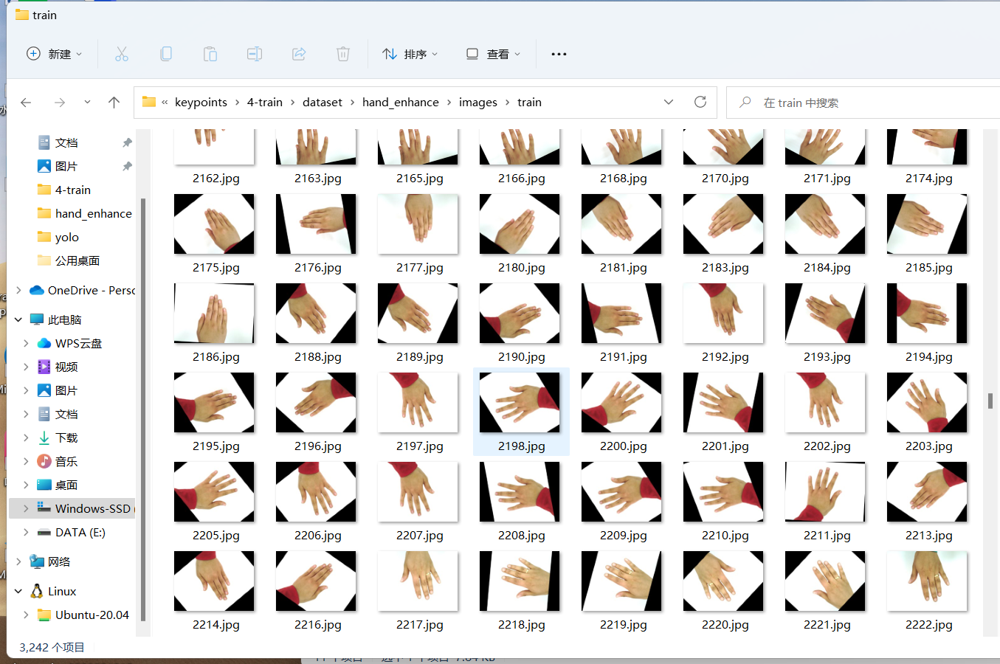 train
新建
排序
查看
« keypoints › 4-train › dataset › hand_enhance › images › train
在 train 中搜索
文档
图片
4-train
hand_enhance
yolo
公用桌面
OneDrive - Perso
此电脑
WPS云盘
视频
图片
文档
下载
音乐
桌面
Windows-SSD (
DATA (E:)
网络
Linux
Ubuntu-20.04
2162.jpg 2163.jpg 2165.jpg 2166.jpg 2168.jpg 2170.jpg 2171.jpg 2174.jpg
2175.jpg 2176.jpg 2177.jpg 2180.jpg 2181.jpg 2183.jpg 2184.jpg 2185.jpg
2186.jpg 2188.jpg 2189.jpg 2190.jpg 2191.jpg 2192.jpg 2193.jpg 2194.jpg
2195.jpg 2196.jpg 2197.jpg 2198.jpg 2200.jpg 2201.jpg 2202.jpg 2203.jpg
2205.jpg 2206.jpg 2207.jpg 2208.jpg 2209.jpg 2210.jpg 2211.jpg 2213.jpg
2214.jpg 2216.jpg 2217.jpg 2218.jpg 2219.jpg 2220.jpg 2221.jpg 2222.jpg
3,242 个项目